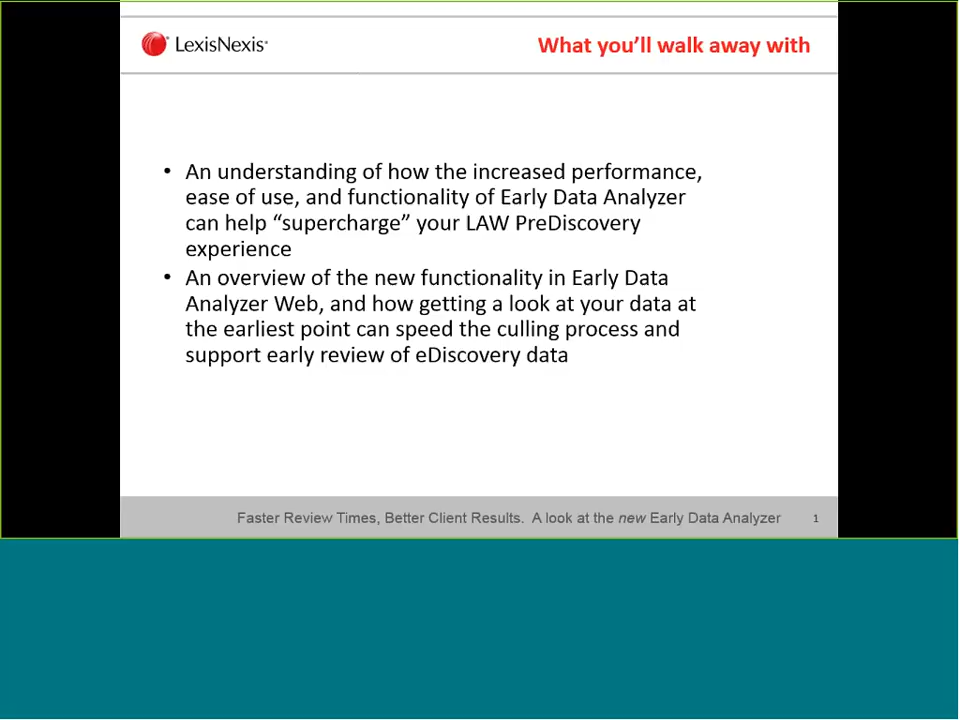 LexisNexis®
What you'll walk away with
• An understanding of how the increased performance,
ease of use, and functionality of Early Data Analyzer
can help “supercharge” your LAW PreDiscovery
experience
• An overview of the new functionality in Early Data
Analyzer Web, and how getting a look at your data at
the earliest point can speed the culling process and
support early review of eDiscovery data
Faster Review Times, Better Client Results. A look at the new Early Data Analyzer 1